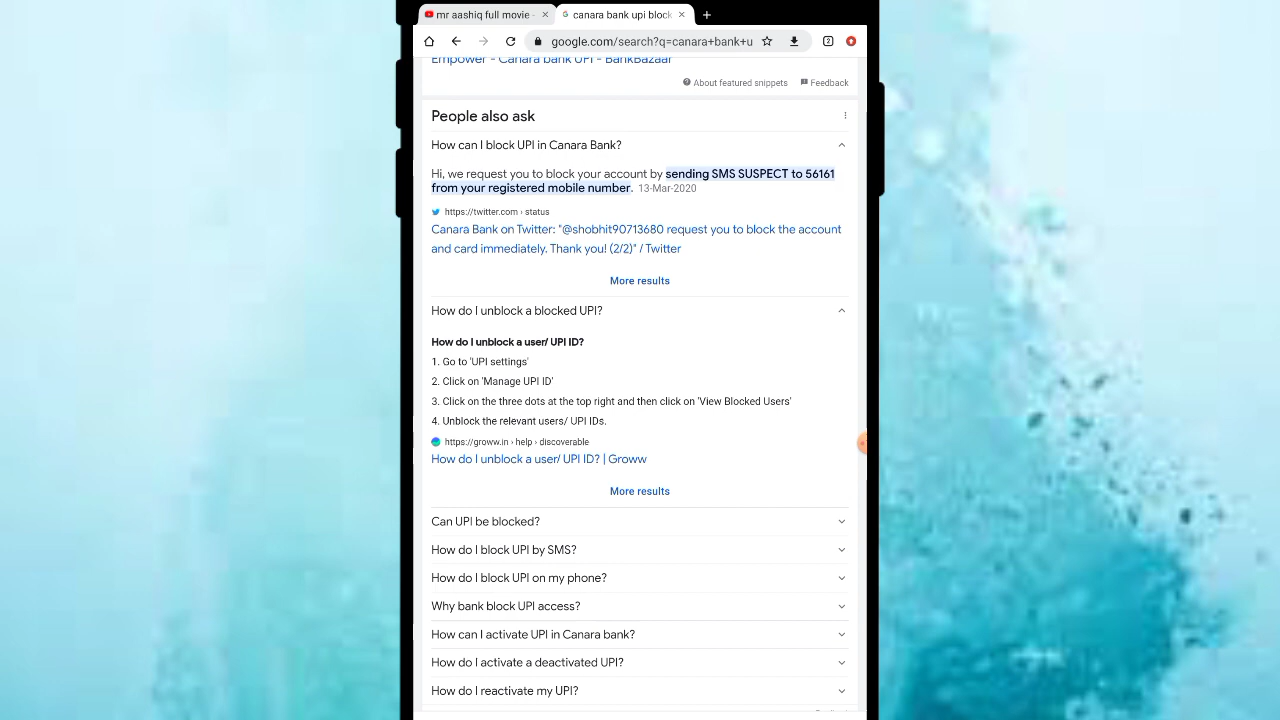 mr aashiq full movie -
canara bank upi block
google.com/search?q=canara+bank+u
2
Empower - Canara bank UPI - BankBazaar
About featured snippets
Feedback
People also ask
How can I block UPI in Canara Bank?
Hi, we request you to block your account by sending SMS SUSPECT to 56161
from your registered mobile number. 13-Mar-2020
https://twitter.com › status
Canara Bank on Twitter: "@shobhit90713680 request you to block the account
and card immediately. Thank you! (2/2)" / Twitter
More results
How do I unblock a blocked UPI?
How do I unblock a user/ UPI ID?
1. Go to 'UPI settings'
2. Click on 'Manage UPI ID'
3. Click on the three dots at the top right and then click on 'View Blocked Users'
4. Unblock the relevant users/ UPI IDs.
https://groww.in › help › discoverable
How do I unblock a user/ UPI ID? | Groww
More results
Can UPI be blocked?
How do I block UPI by SMS?
How do I block UPI on my phone?
Why bank block UPI access?
How can I activate UPI in Canara bank?
How do I activate a deactivated UPI?
How do I reactivate my UPI?